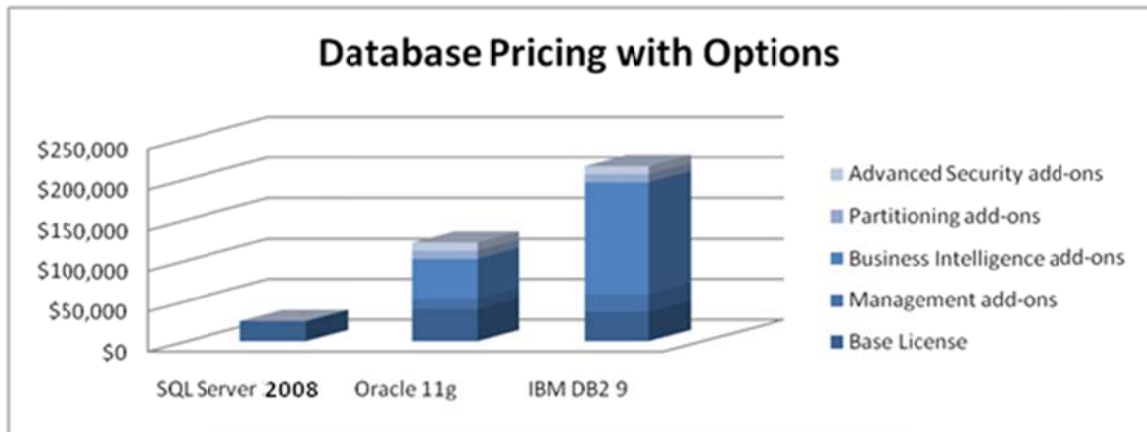 Database Pricing with Options
$250,000
$200,000
$150,000
$100,000
$50,000
$0
SQL Server 2008
Oracle 11g
IBM DB2 9
Advanced Security add-ons
Partitioning add-ons
Business Intelligence add-ons
Management add-ons
Base License